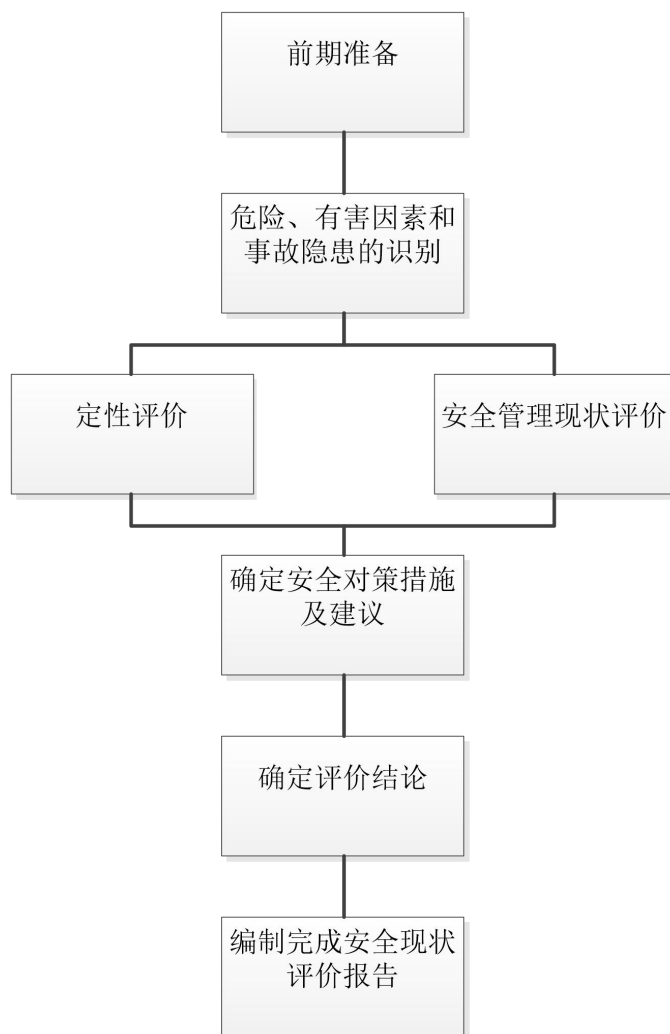 前期准备
危险、有害因素和
事故隐患的识别
定性评价
安全管理现状评价
确定安全对策措施
及建议
确定评价结论
编制完成安全现状
评价报告